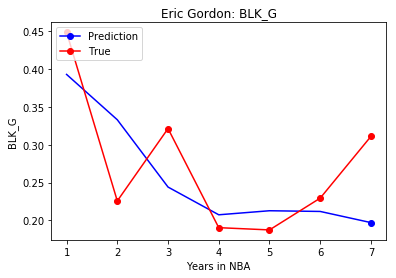 Eric Gordon: BLK_G
Prediction
True
0.45
0.40
0.35
0.30
0.25
0.20
BLK_G
1 2 3 4 5 6 7
Years in NBA